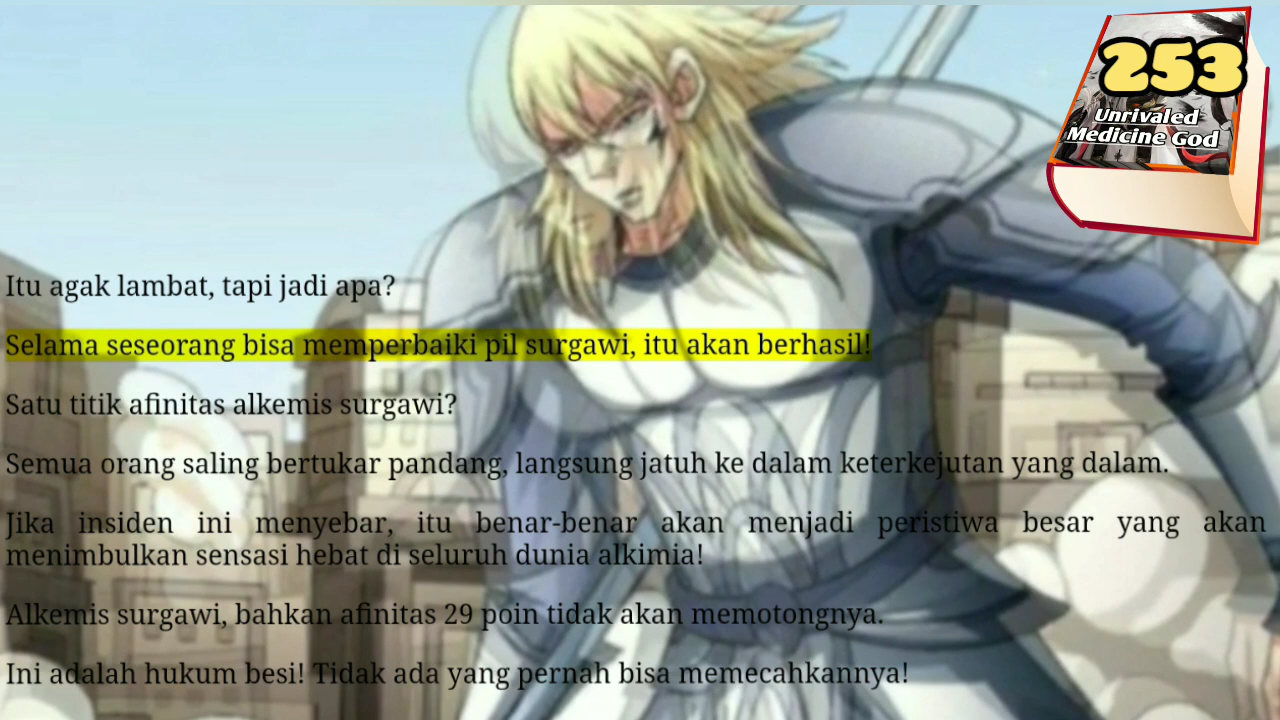 253
Unrivaled
Medicine God
Itu agak lambat, tapi jadi apa?
Selama seseorang bisa memperbaiki pil surgawi, itu akan berhasil!
Satu titik afinitas alkemis surgawi?
Semua orang saling bertukar pandang, langsung jatuh ke dalam keterkejutan yang dalam.
Jika insiden ini menyebar, itu benar-benar akan menjadi peristiwa besar yang akan
menimbulkan sensasi hebat di seluruh dunia alkimia!
Alkemis surgawi, bahkan afinitas 29 poin tidak akan memotongnya.
Ini adalah hukum besi! Tidak ada yang pernah bisa memecahkannya!